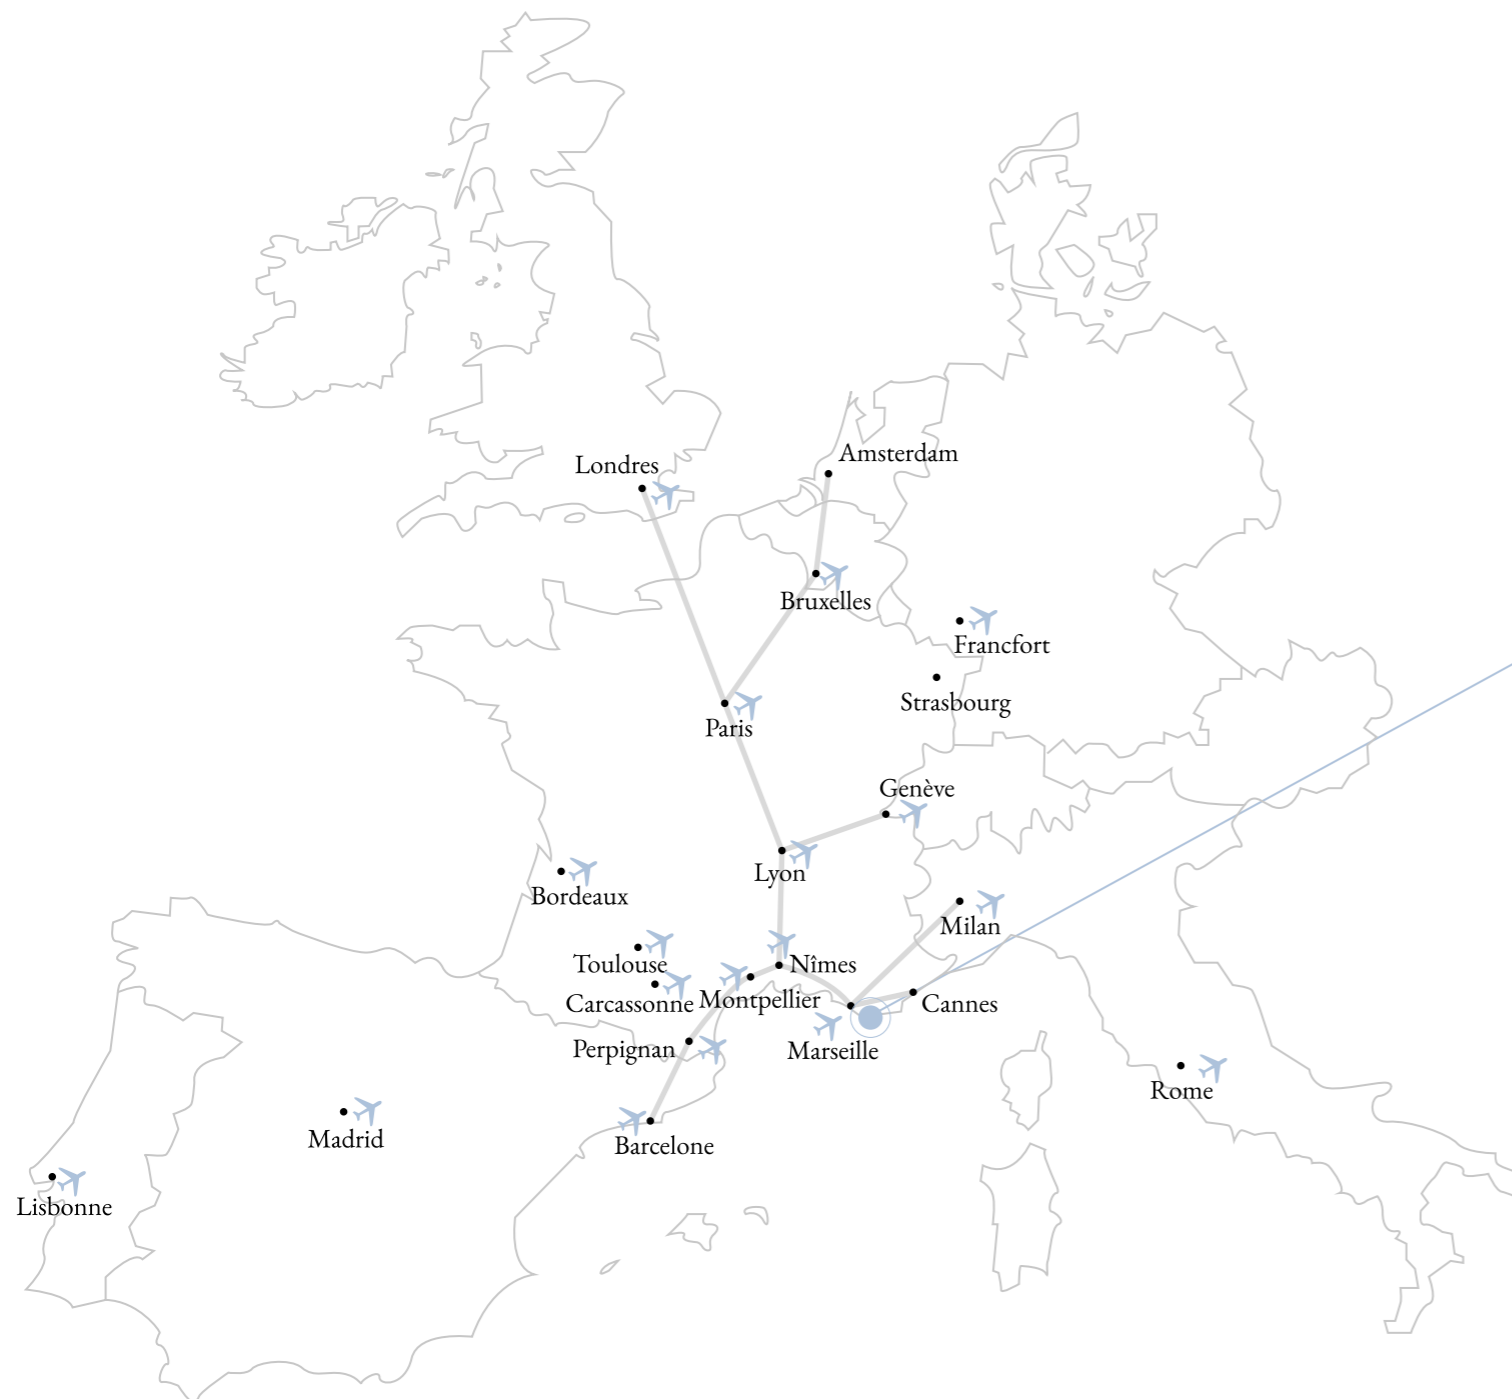 Amsterdam
Londres
Bruxelles
Francfort
Strasbourg
Paris
Genève
Lyon
Bordeaux
Milan
Toulouse
Nîmes
Carcassonne
Montpellier
Cannes
Perpignan
Marseille
Rome
Madrid
Barcelone
Lisbonne